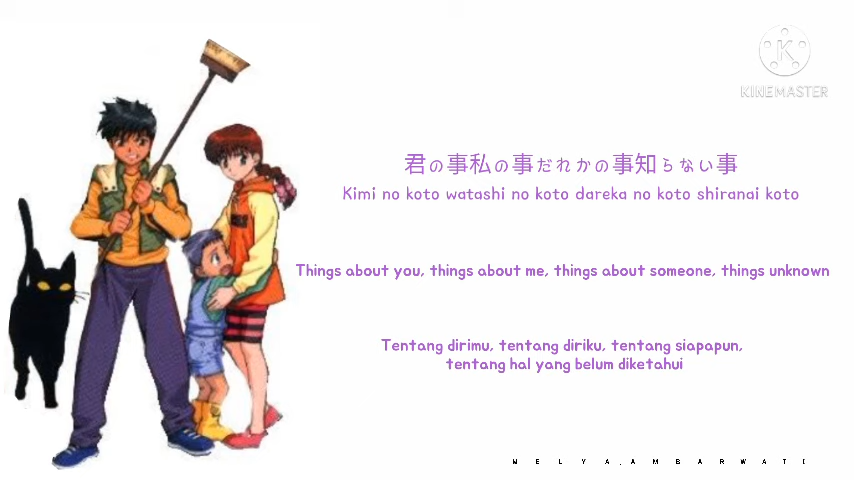 KINEMASTER
君の事私の事だれかの事知らない事
Kimi no koto watashi no koto dareka no koto shiranai koto
Things about you, things about me, things about someone, things unknown
Tentang dirimu, tentang diriku, tentang siapapun,
tentang hal yang belum diketahui
MELYA.AMBARWATI